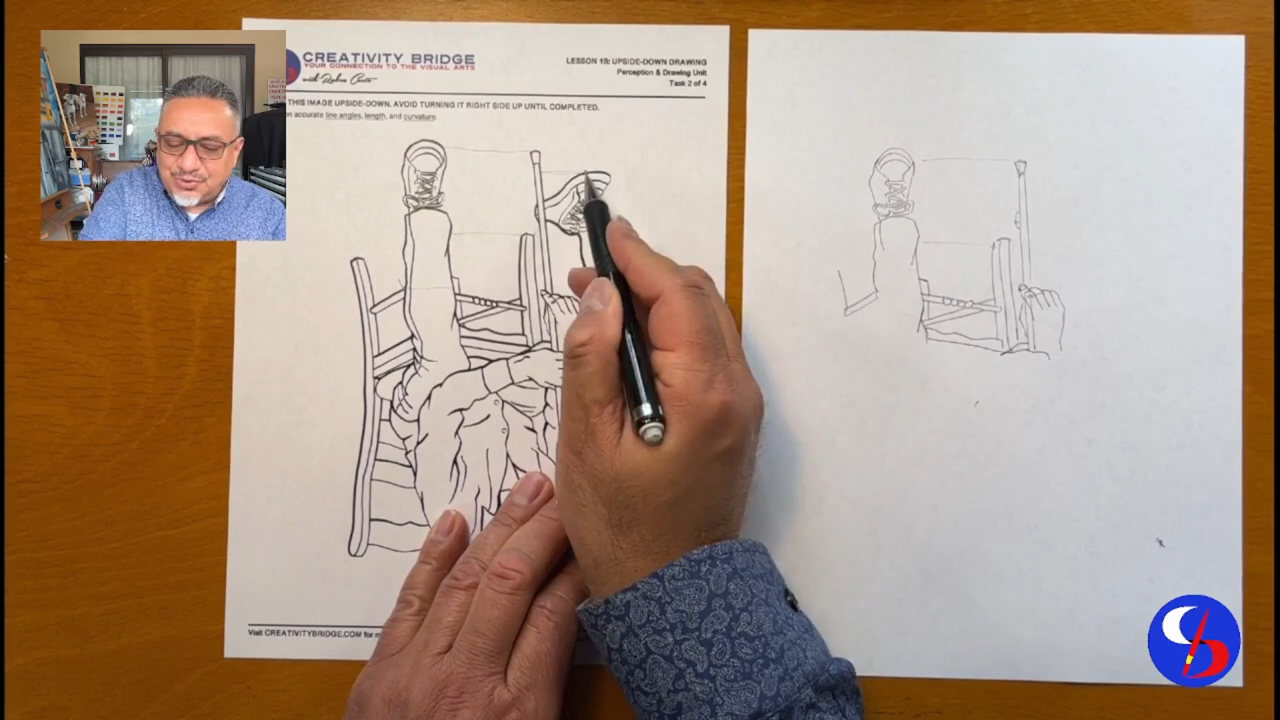 CREATIVITY BRIDGE
YOUR CONNECTION TO THE VISUAL ARTS
with
LESSON 18: UPSIDE-DOWN DRAWING
Perception & Drawing Unit
Task 2 of 4
THIS IMAGE UPSIDE-DOWN. AVOID TURNING IT RIGHT SIDE UP UNTIL COMPLETED.
accurate line angles, length, and curvature.
Visit CREATIVITYBRIDGE.COM for